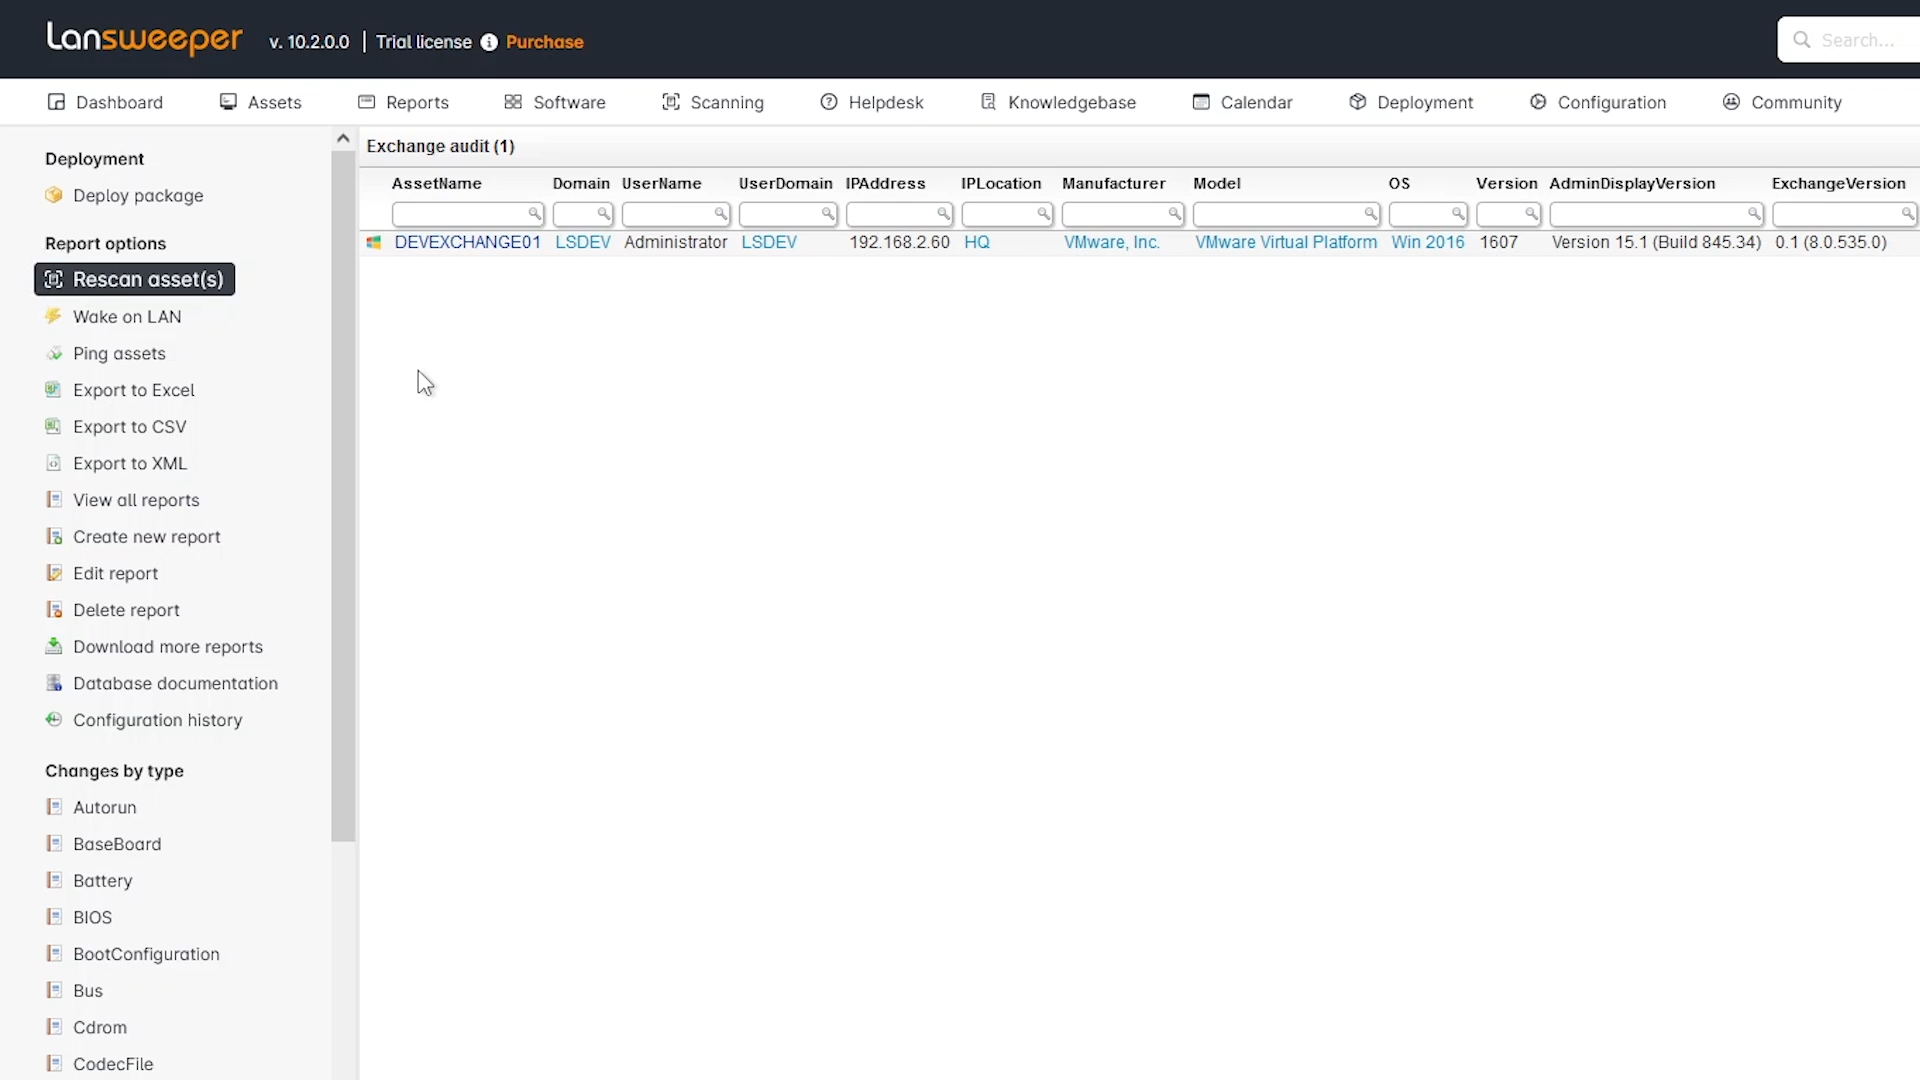 Lansweeper v. 10.2.0.0 | Trial license Purchase
Search...
Dashboard Assets Reports Software Scanning Helpdesk Knowledgebase Calendar Deployment Configuration Community
Deployment
Deploy package
Report options
Rescan asset(s)
Wake on LAN
Ping assets
Export to Excel
Export to CSV
Export to XML
View all reports
Create new report
Edit report
Delete report
Download more reports
Database documentation
Configuration history
Changes by type
Autorun
BaseBoard
Battery
BIOS
BootConfiguration
Bus
Cdrom
CodecFile
Exchange audit (1)
AssetName Domain UserName UserDomain IPAddress IPLocation Manufacturer Model OS Version AdminDisplayVersion ExchangeVersion
DEVEXCHANGE01 LSDEV Administrator LSDEV 192.168.2.60 HQ VMware, Inc. VMware Virtual Platform Win 2016 1607 Version 15.1 (Build 845.34) 0.1 (8.0.535.0)